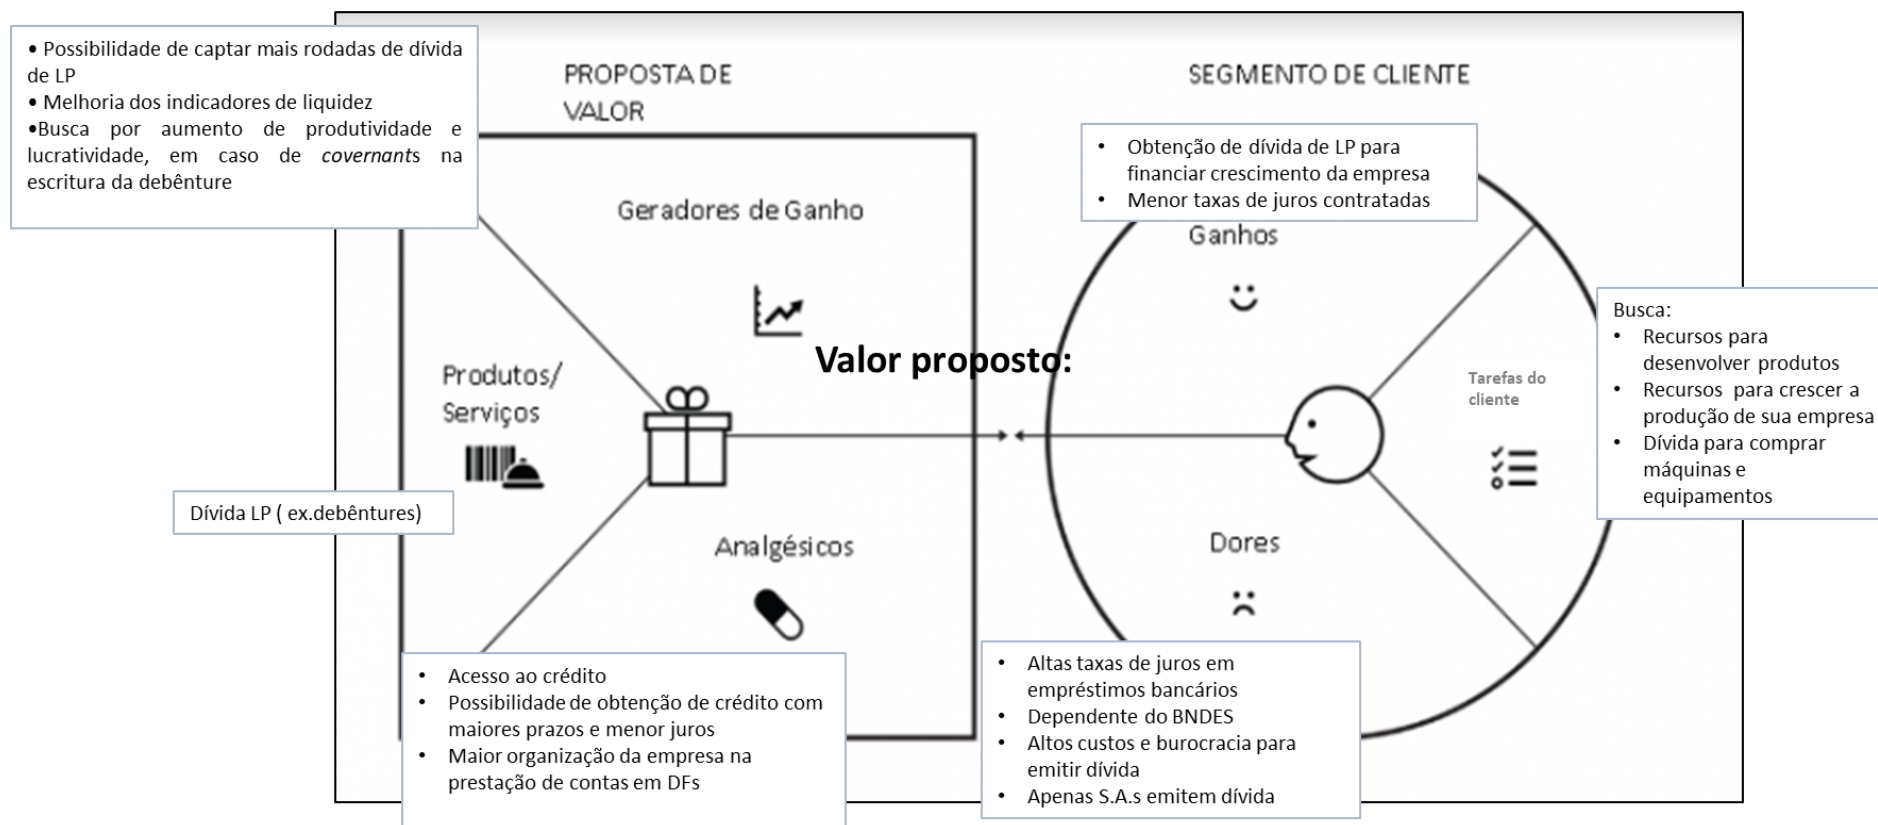 • Possibilidade de captar mais rodadas de dívida
de LP
• Melhoria dos indicadores de liquidez
•Busca por aumento de produtividade e
lucratividade, em caso de covernants na
escritura da debênture
PROPOSTA DE
VALOR
Geradores de Ganho
Produtos/
Serviços
Dívida LP ( ex.debêntures)
Analgésicos
• Acesso ao crédito
• Possibilidade de obtenção de crédito com
maiores prazos e menor juros
• Maior organização da empresa na
prestação de contas em DFs
Valor proposto:
SEGMENTO DE CLIENTE
• Obtenção de dívida de LP para
financiar crescimento da empresa
• Menor taxas de juros contratadas
Ganhos
Tarefas do
cliente
Busca:
• Recursos para
desenvolver produtos
• Recursos para crescer a
produção de sua empresa
• Dívida para comprar
máquinas e
equipamentos
Dores
• Altas taxas de juros em
empréstimos bancários
• Dependente do BNDES
• Altos custos e burocracia para
emitir dívida
• Apenas S.A.s emitem dívida